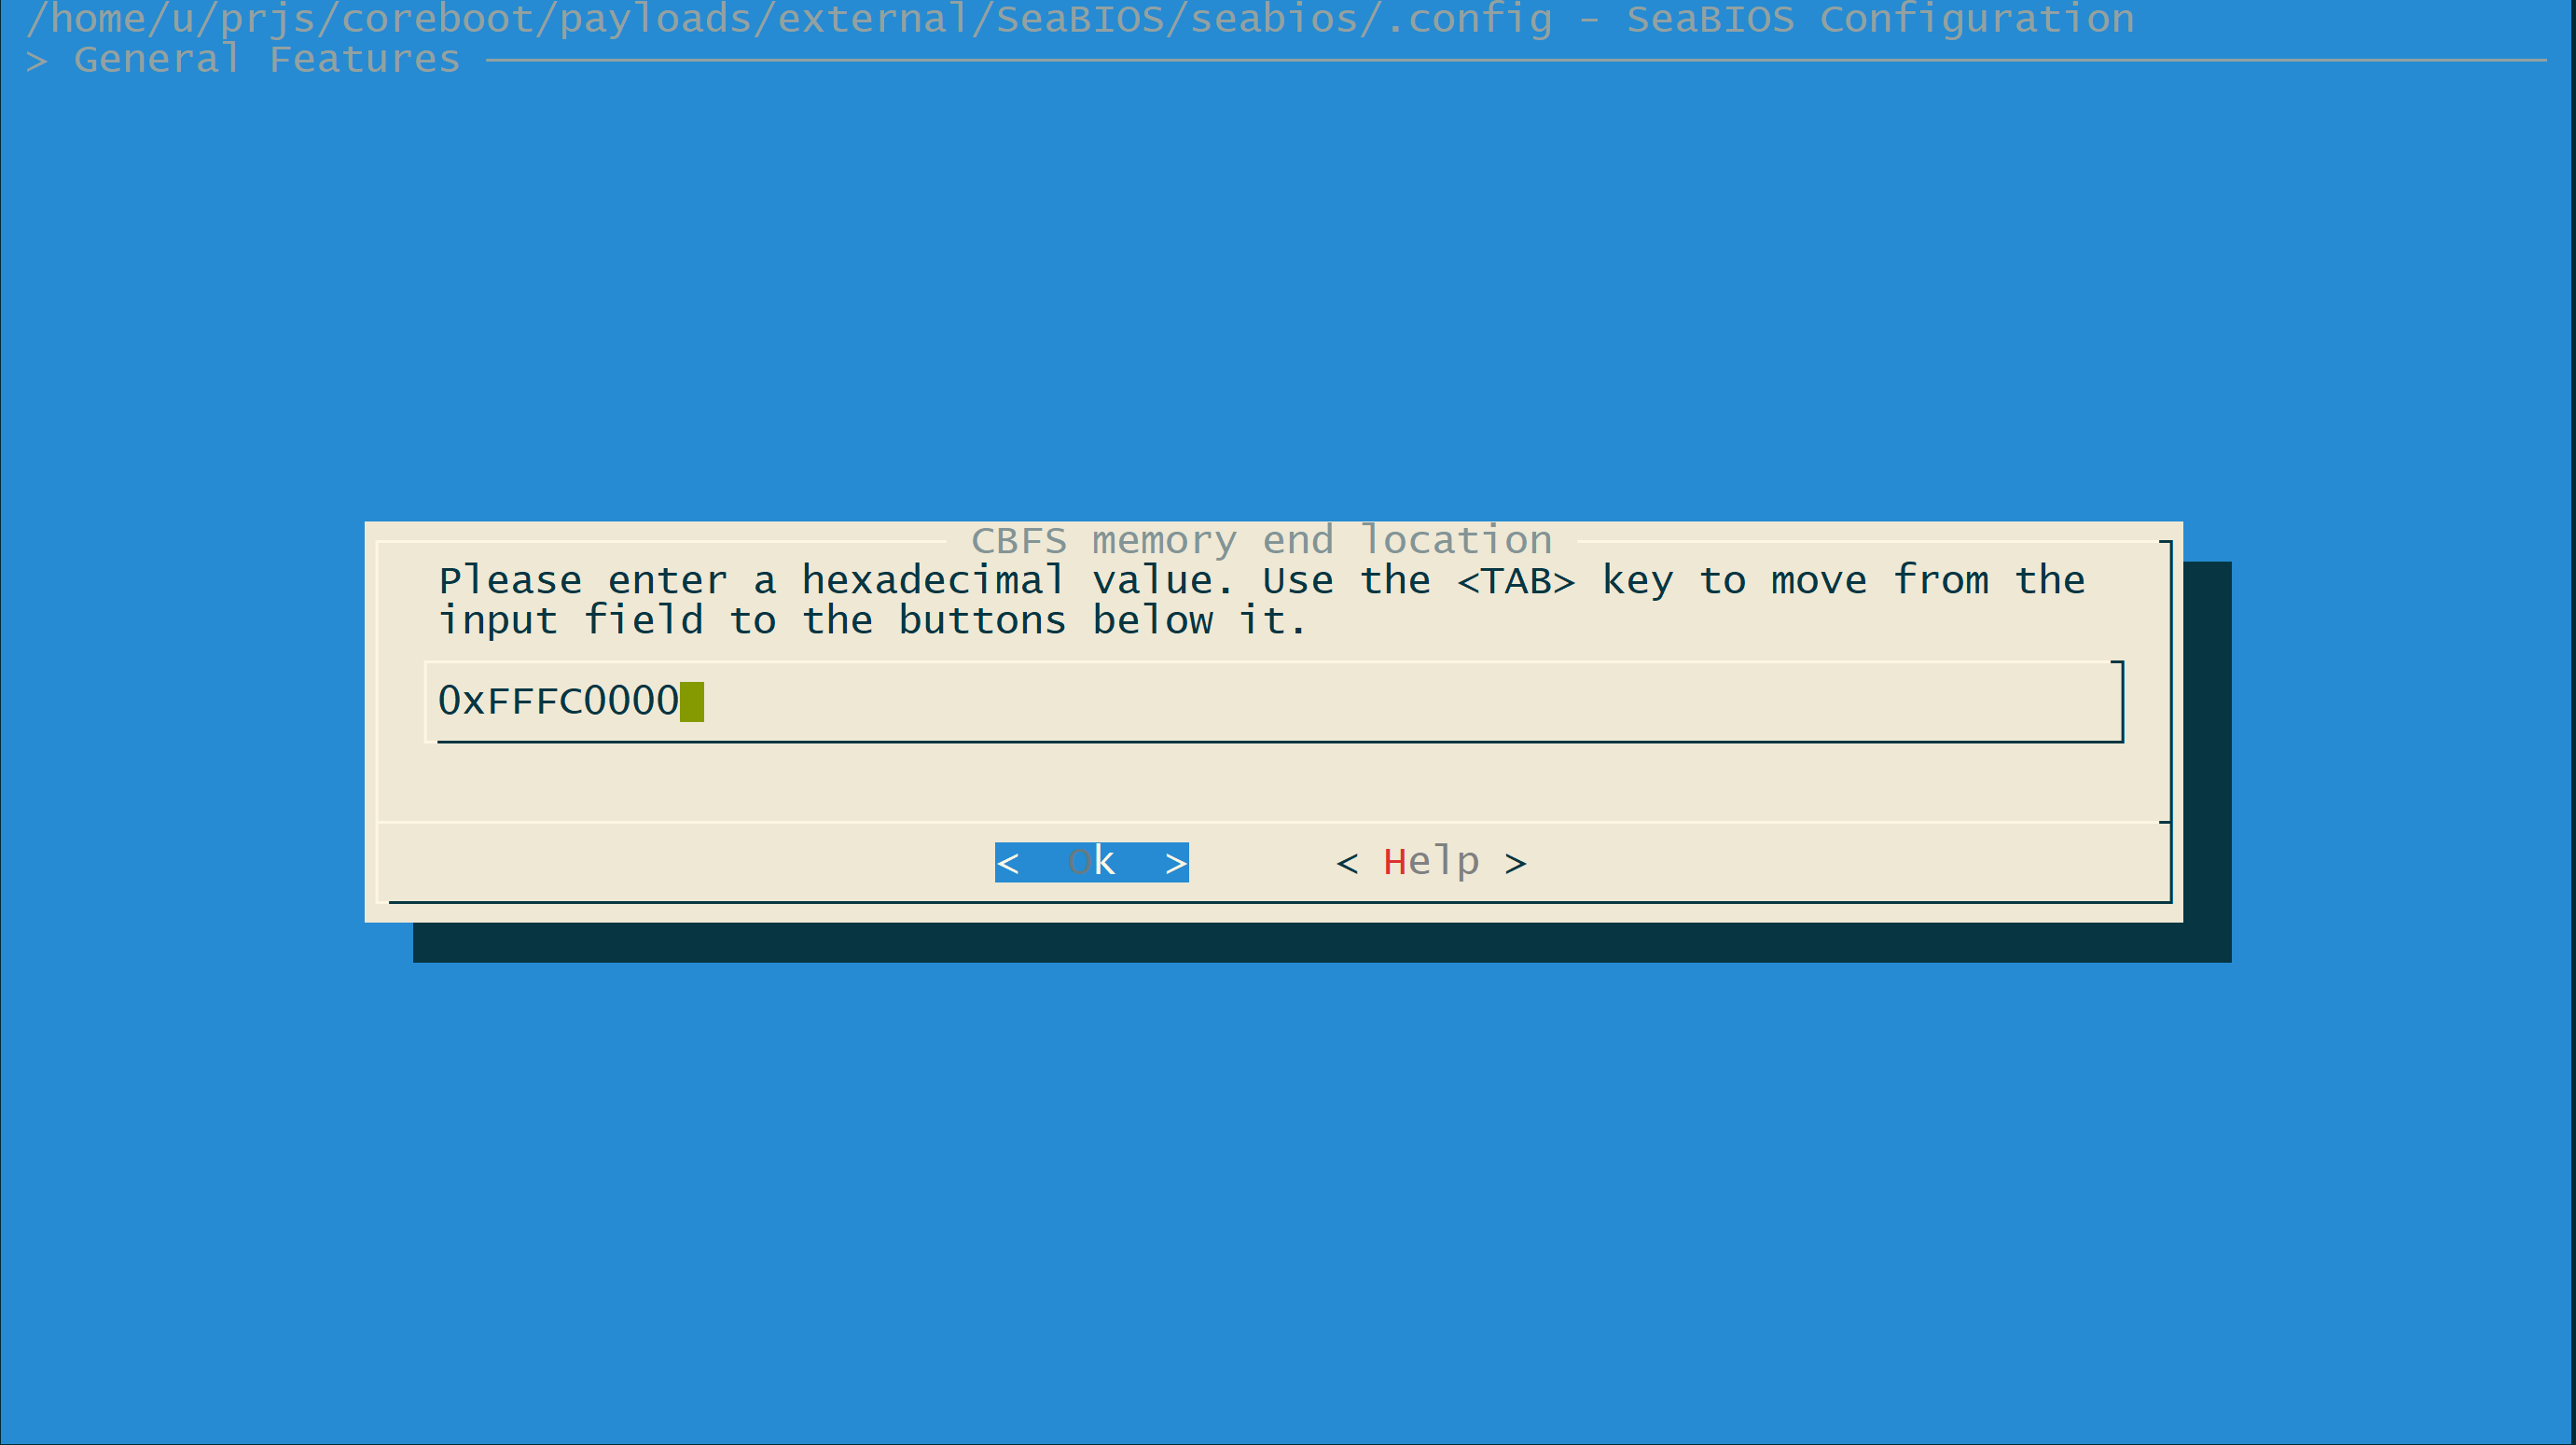 /home/u/prjs/coreboot/payloads/external/SeaBIOS/seabios/.config - SeaBIOS Configuration
> General Features
CBFS memory end location
Please enter a hexadecimal value. Use the <TAB> key to move from the
input field to the buttons below it.
0xFFFC0000
<  Ok  > < Help >